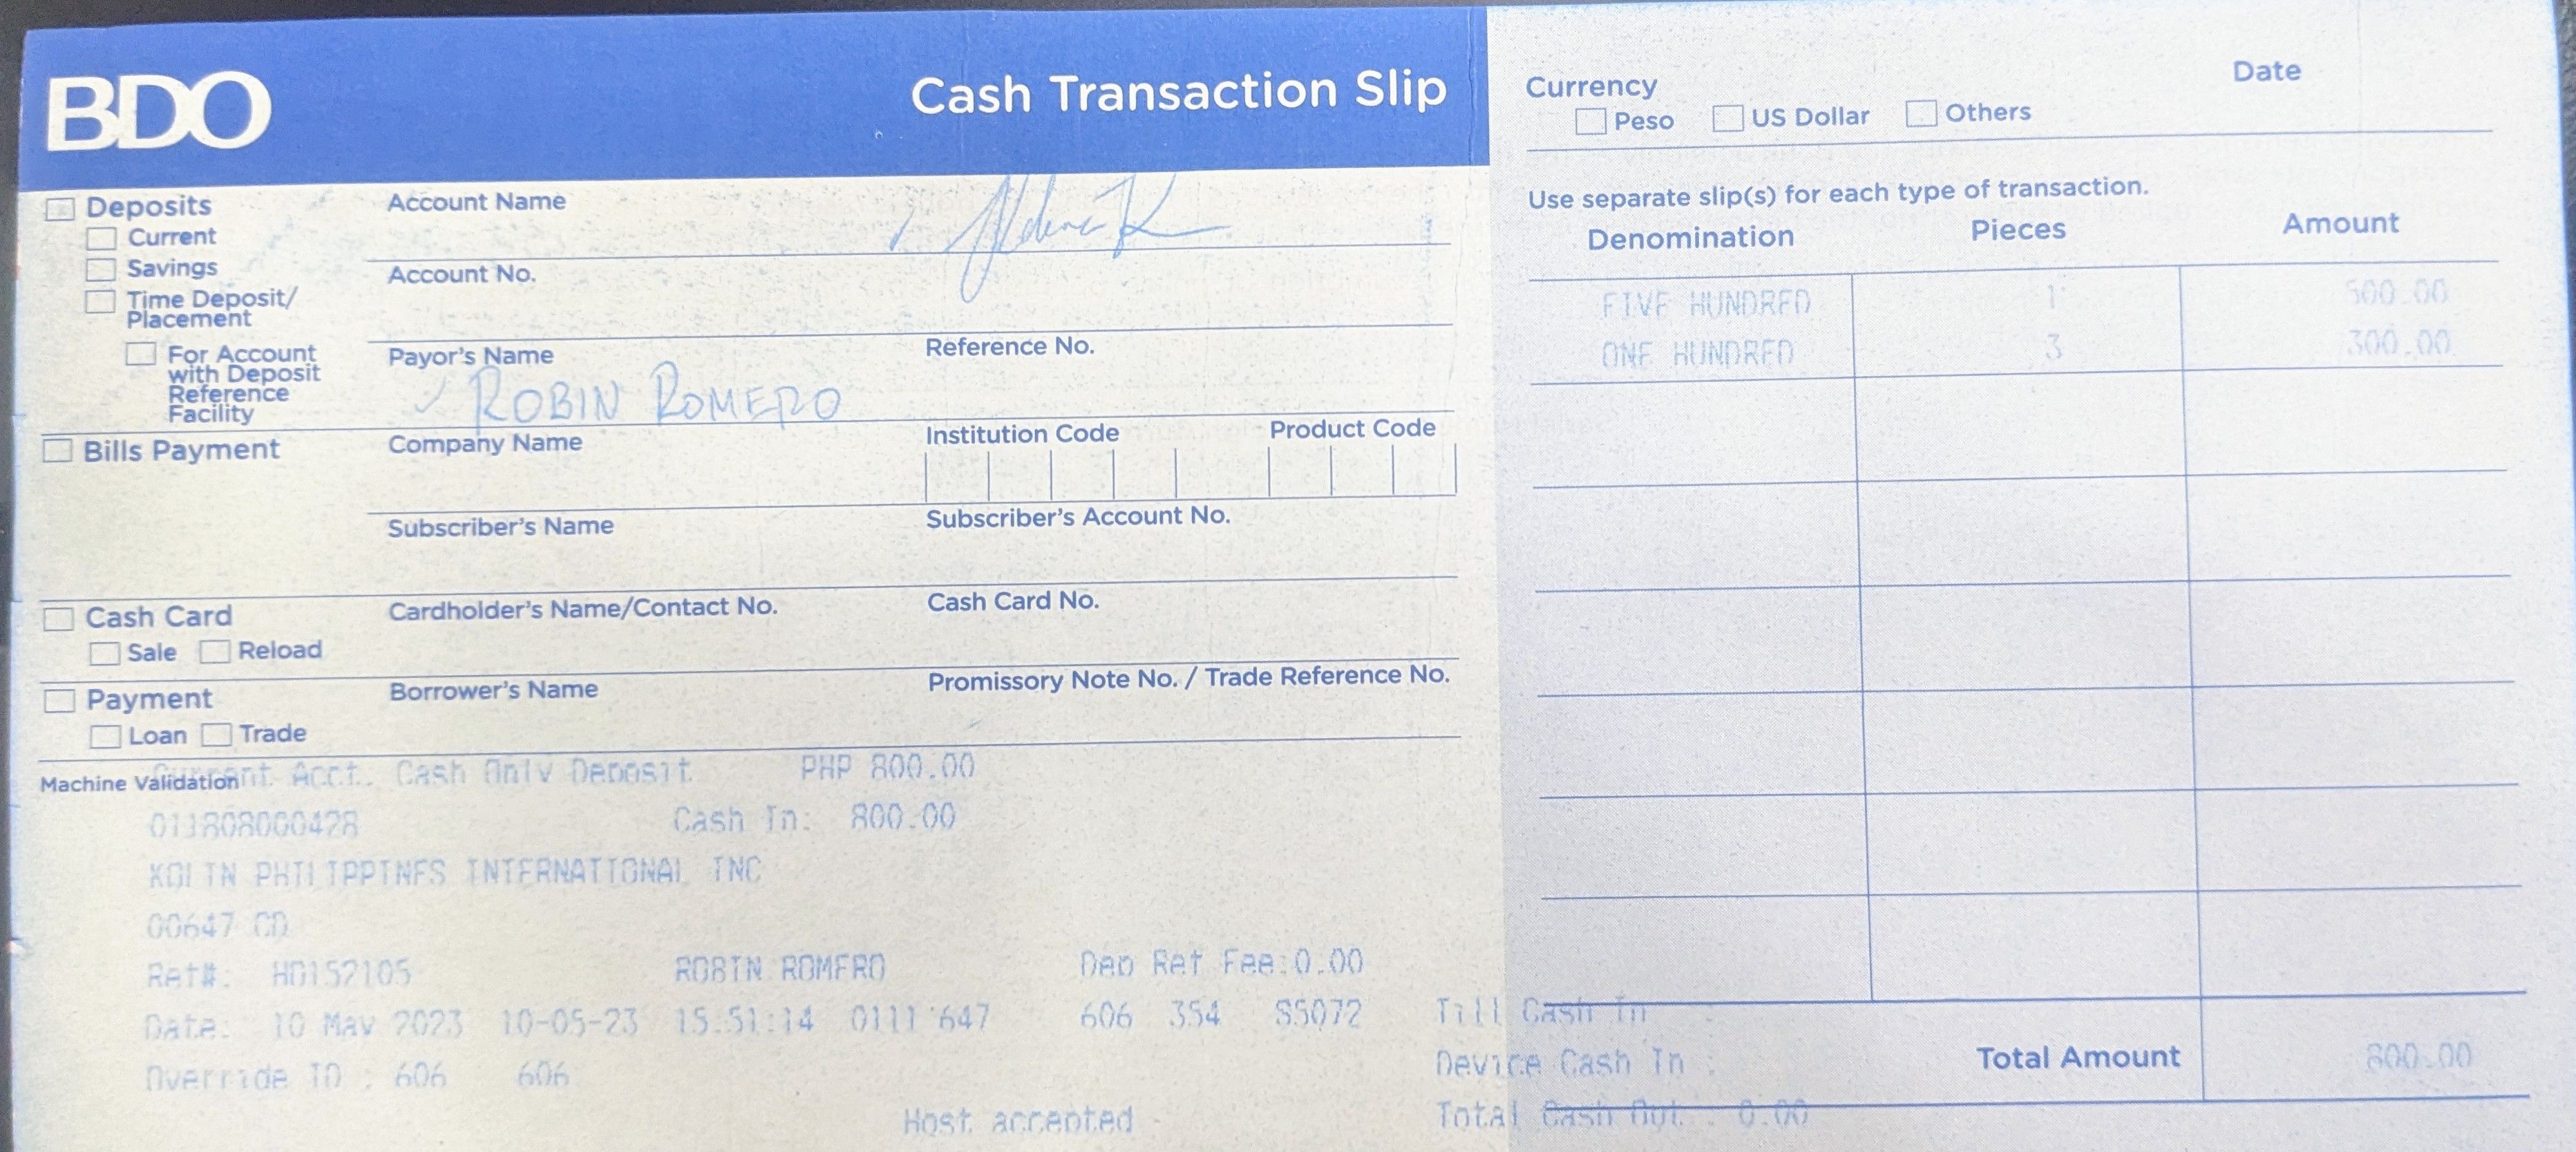 BDO
Cash Transaction Slip
Deposits
Current
Savings
Time Deposit/
Placement
For Account
with Deposit
Reference
Facility
Account Name
Account No.
Payor's Name
Reference No.
ROBIN ROMERO
Bills Payment
Company Name
Institution Code
Product Code
Subscriber's Name
Subscriber's Account No.
Cash Card
Sale Reload
Cardholder's Name/Contact No.
Cash Card No.
Payment
Loan Trade
Borrower's Name
Promissory Note No. / Trade Reference No.
Machine Validation
Current Acct. Cash Only Deposit PHP 800.00
011808000428 Cash In: 800.00
KOLIN PHILIPPINES INTERNATIONAL INC
00647 CD
Ref#: HO152105 ROBIN ROMERO Dep Ref Fee:0.00
Date: 10 May 2023 10-05-23 15:51:14 0111 647 606 354 S5072
Override ID : 606 606
Host accepted
Currency
Peso US Dollar Others
Date
Use separate slip(s) for each type of transaction.
Denomination Pieces Amount
FIVE HUNDRED 1 500.00
ONE HUNDRED 3 300.00
Till Cash In :
Device Cash In :
Total Amount 800.00
Total Cash Out : 0.00